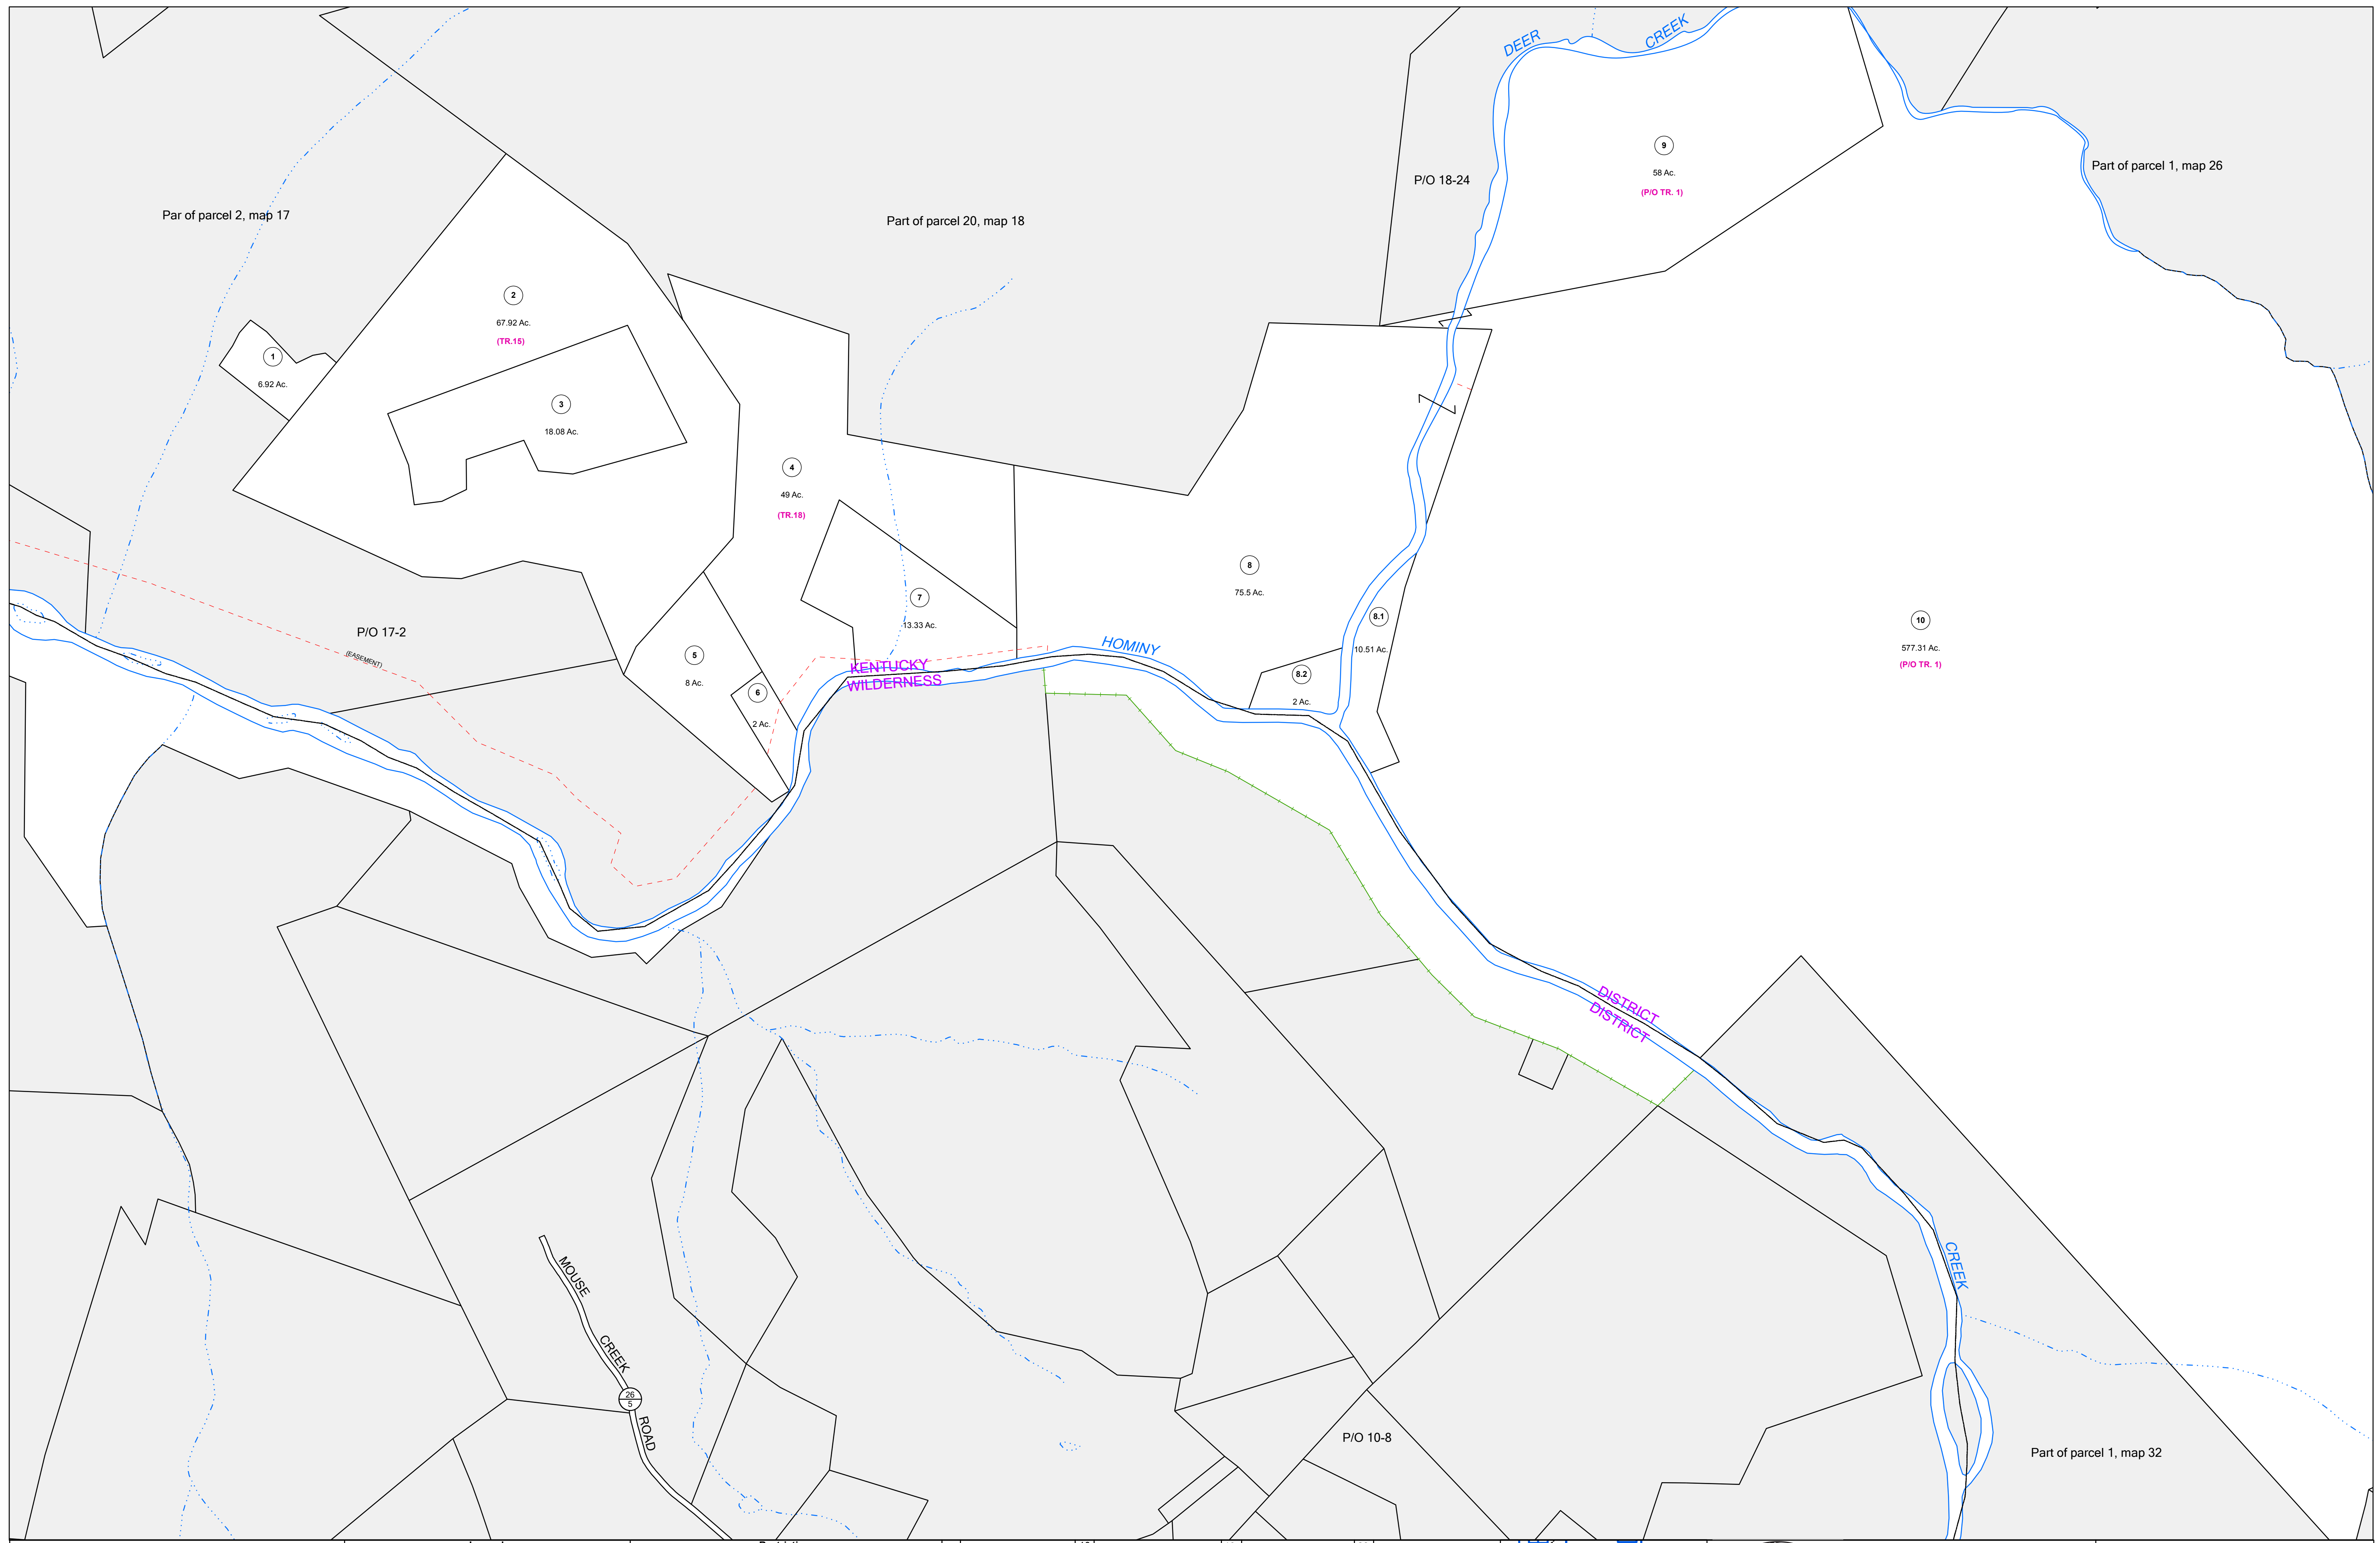 DEER
CREEK
9
58 Ac.
(P/O TR. 1)
P/O 18-24
Part of parcel 1, map 26
Par of parcel 2, map 17
Part of parcel 20, map 18
2
67.92 Ac.
(TR.15)
1
6.92 Ac.
3
18.08 Ac.
4
49 Ac.
(TR.18)
7
13.33 Ac.
8
75.5 Ac.
8.1
10.51 Ac.
10
577.31 Ac.
(P/O TR. 1)
P/O 17-2
(EASEMENT)
5
8 Ac.
6
2 Ac.
HOMINY
KENTUCKY
WILDERNESS
8.2
2 Ac.
DISTRICT
DISTRICT
CREEK
MOUSE
CREEK
26
5
ROAD
P/O 10-8
Part of parcel 1, map 32